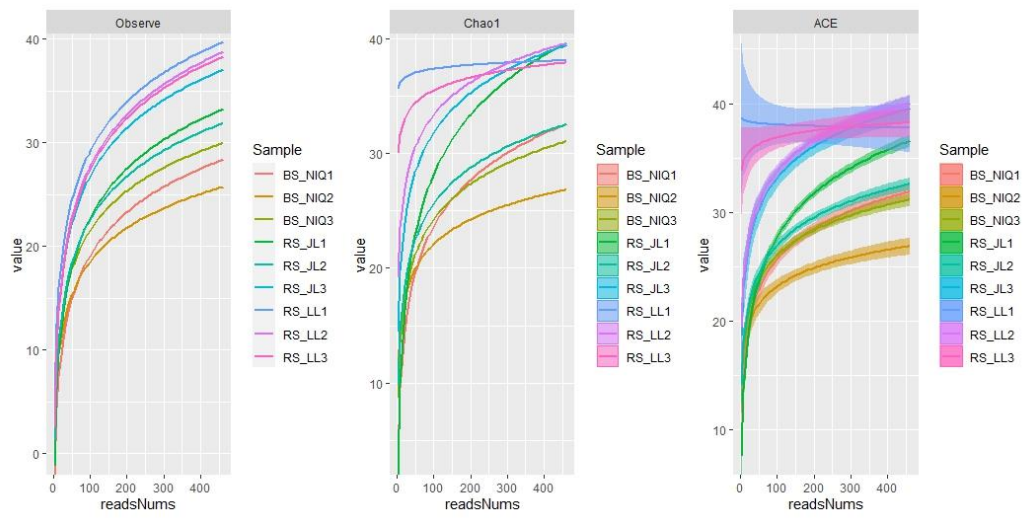 Observe
value
40
30
20
10
0
0 100 200 300 400
readsNums
Sample
BS_NIQ1
BS_NIQ2
BS_NIQ3
RS_JL1
RS_JL2
RS_JL3
RS_LL1
RS_LL2
RS_LL3
Chao1
value
40
30
20
10
0 100 200 300 400
readsNums
Sample
BS_NIQ1
BS_NIQ2
BS_NIQ3
RS_JL1
RS_JL2
RS_JL3
RS_LL1
RS_LL2
RS_LL3
ACE
value
40
30
20
10
0 100 200 300 400
readsNums
Sample
BS_NIQ1
BS_NIQ2
BS_NIQ3
RS_JL1
RS_JL2
RS_JL3
RS_LL1
RS_LL2
RS_LL3